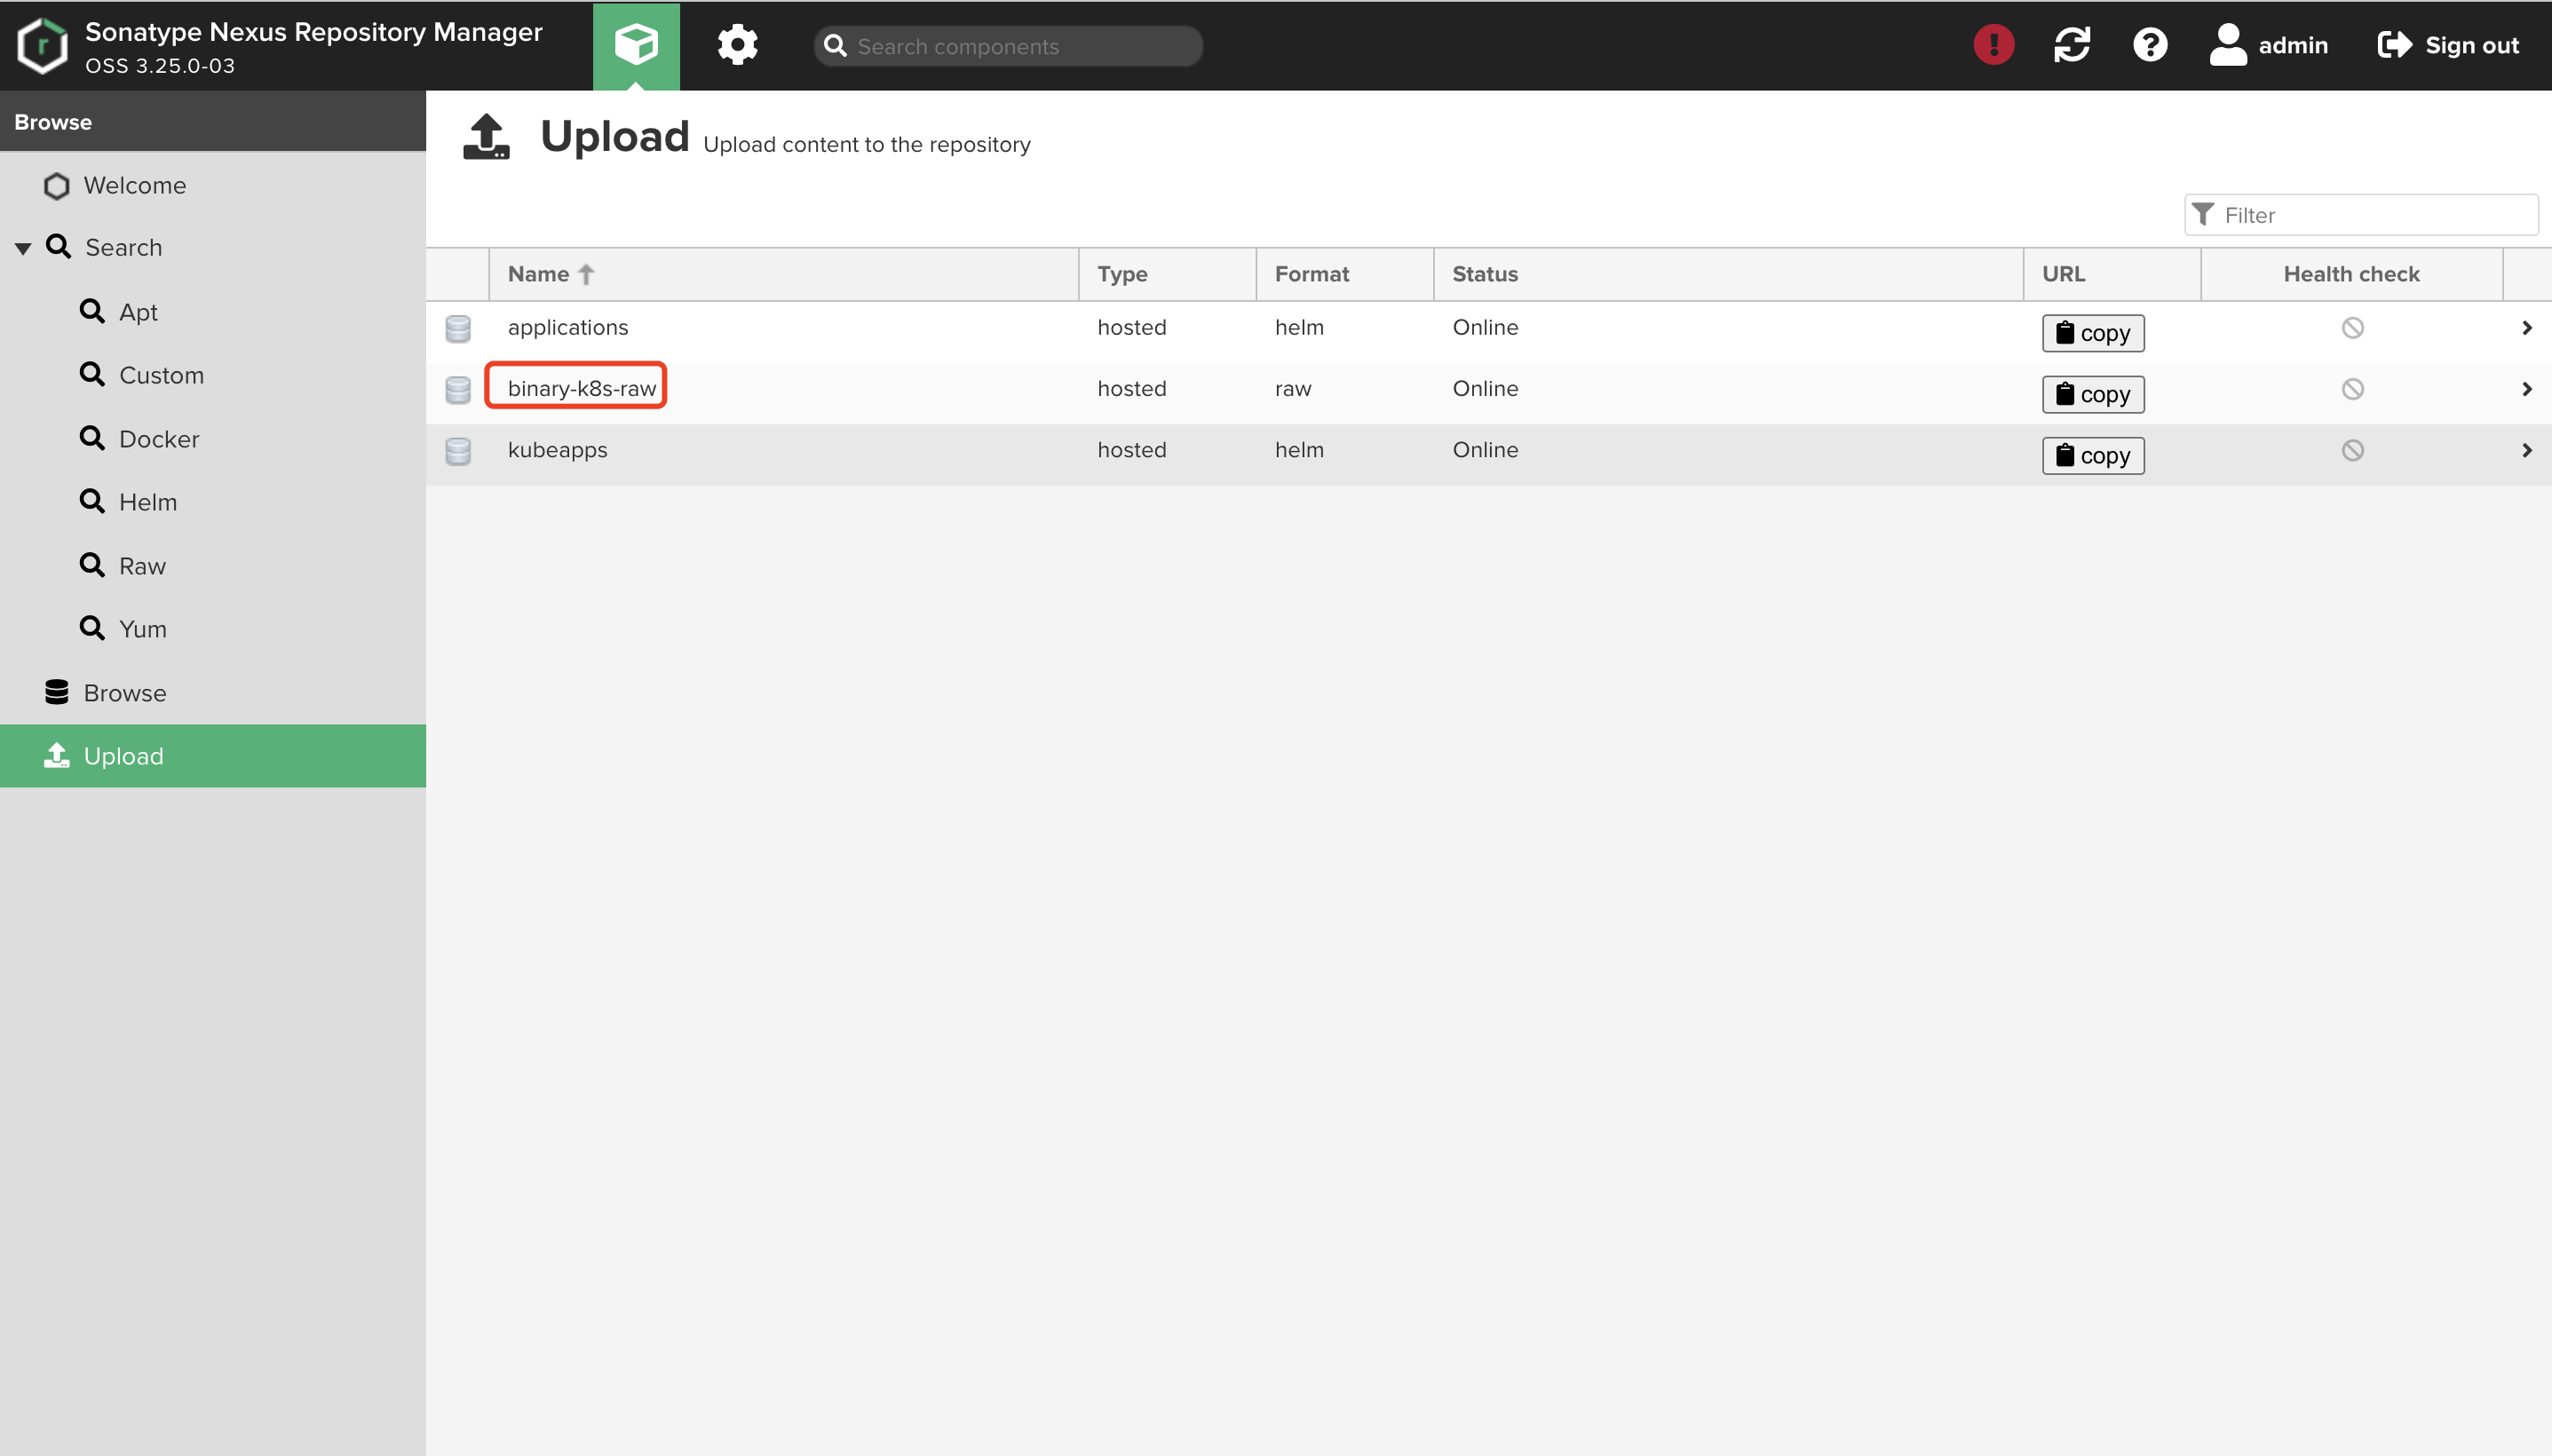 Sonatype Nexus Repository Manager
OSS 3.25.0-03
Search components
admin
Sign out
Browse
Welcome
Search
Apt
Custom
Docker
Helm
Raw
Yum
Browse
Upload
Upload Upload content to the repository
Filter
Name Type Format Status URL Health check
applications hosted helm Online copy
binary-k8s-raw hosted raw Online copy
kubeapps hosted helm Online copy